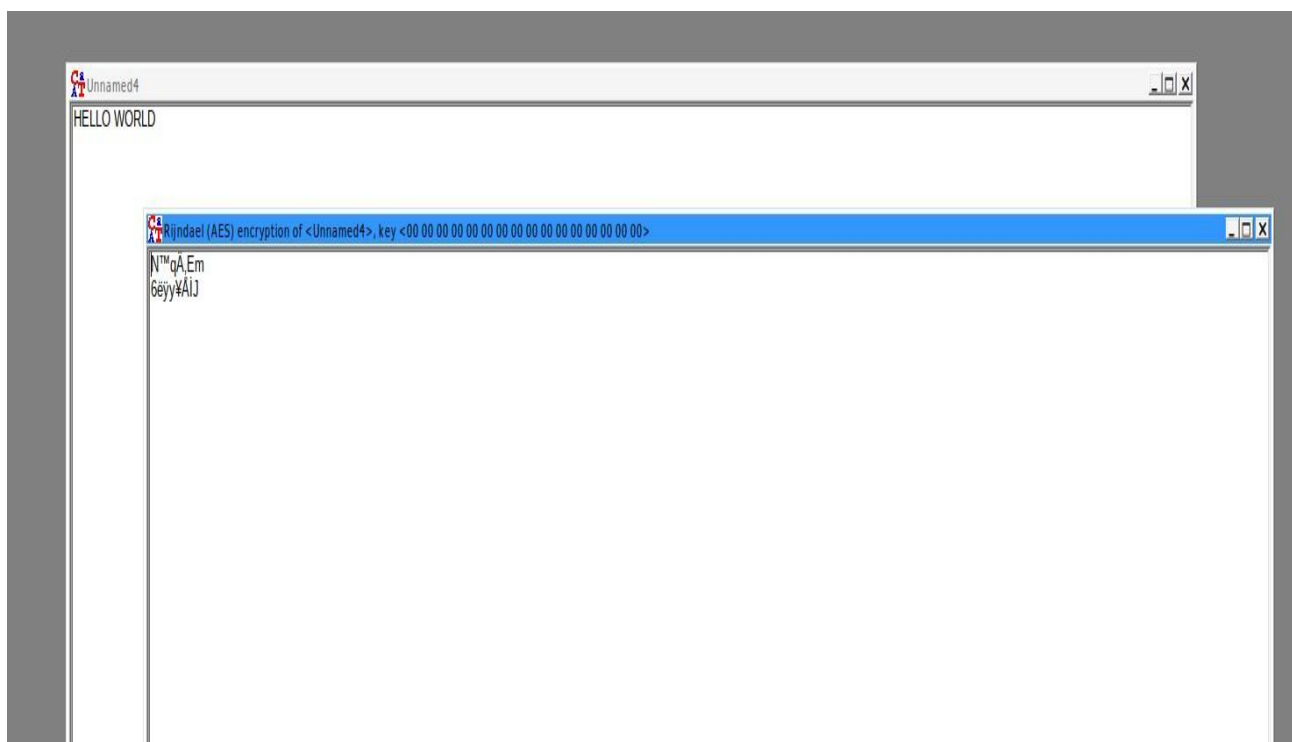 Unnamed4
HELLO WORLD
Rijndael (AES) encryption of <Unnamed4>, key <00 00 00 00 00 00 00 00 00 00 00 00 00 00 00 00>
N™qÂ,Em
6ëÿy¥ÅÌJ